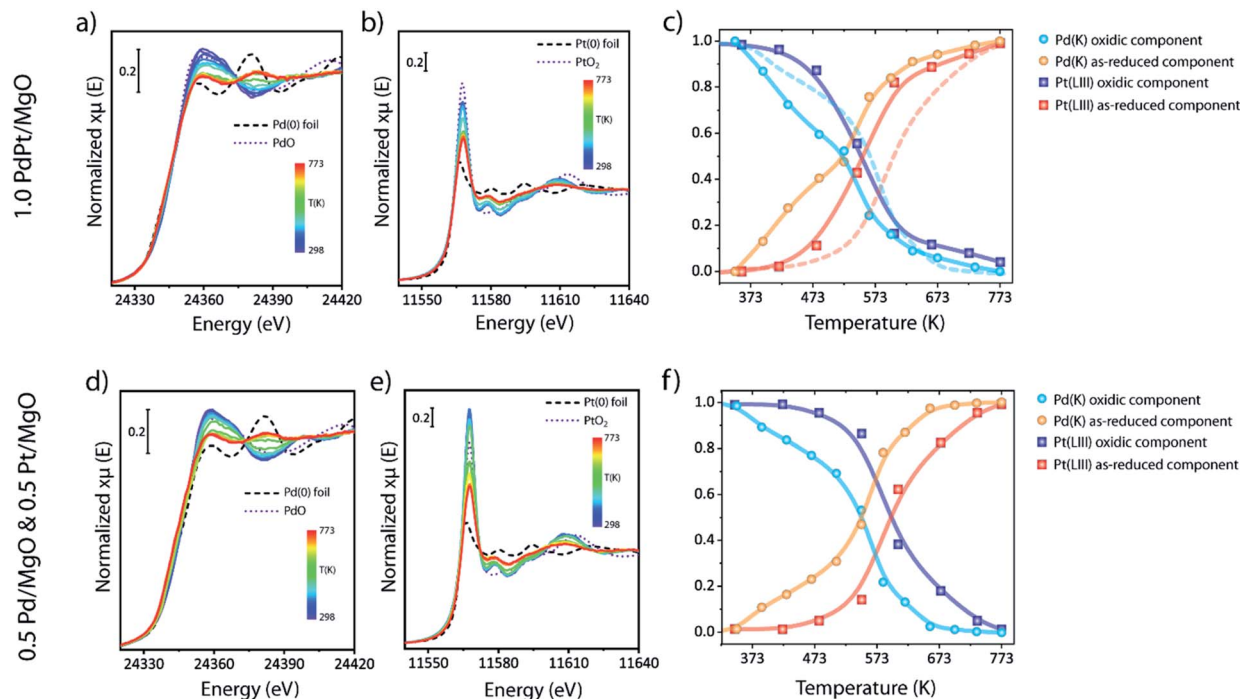 1.0 PdPt/MgO
a)
Normalized xμ (E)
0.2
Pd(0) foil
PdO
773
T(K)
298
24330 24360 24390 24420
Energy (eV)
b)
Normalized xμ (E)
0.2
Pt(0) foil
PtO2
773
T(K)
298
11550 11580 11610 11640
Energy (eV)
c)
1.0
0.8
0.6
0.4
0.2
0.0
373 473 573 673 773
Temperature (K)
Pd(K) oxidic component
Pd(K) as-reduced component
Pt(LIII) oxidic component
Pt(LIII) as-reduced component
0.5 Pd/MgO & 0.5 Pt/MgO
d)
Normalized xμ (E)
0.2
Pd(0) foil
PdO
773
T(K)
298
24330 24360 24390 24420
Energy (eV)
e)
Normalized xμ (E)
0.2
Pt(0) foil
PtO2
773
T(K)
298
11550 11580 11610 11640
Energy (eV)
f)
1.0
0.8
0.6
0.4
0.2
0.0
373 473 573 673 773
Temperature (K)
Pd(K) oxidic component
Pd(K) as-reduced component
Pt(LIII) oxidic component
Pt(LIII) as-reduced component